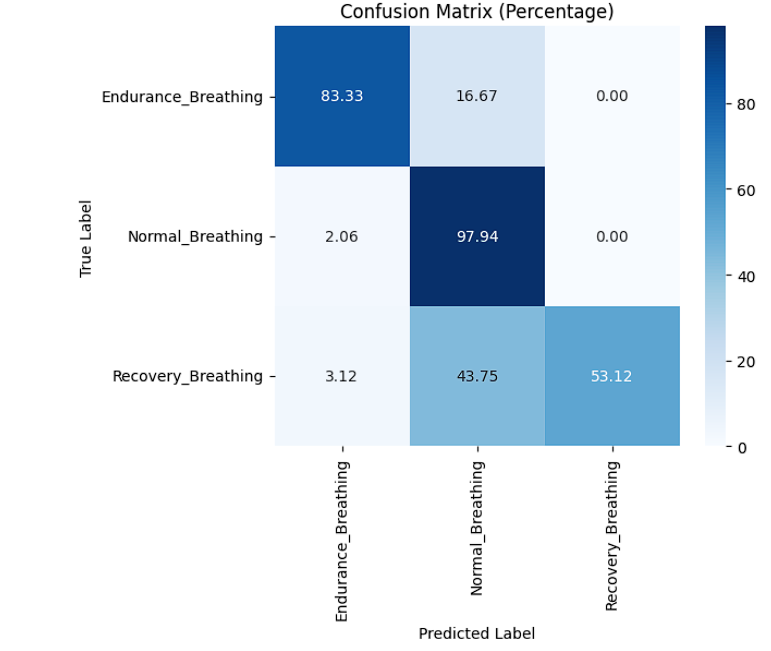 Confusion Matrix (Percentage)
Endurance_Breathing 83.33 16.67 0.00
Normal_Breathing 2.06 97.94 0.00
Recovery_Breathing 3.12 43.75 53.12
True Label
80
60
40
20
0
Endurance_Breathing
Normal_Breathing
Recovery_Breathing
Predicted Label